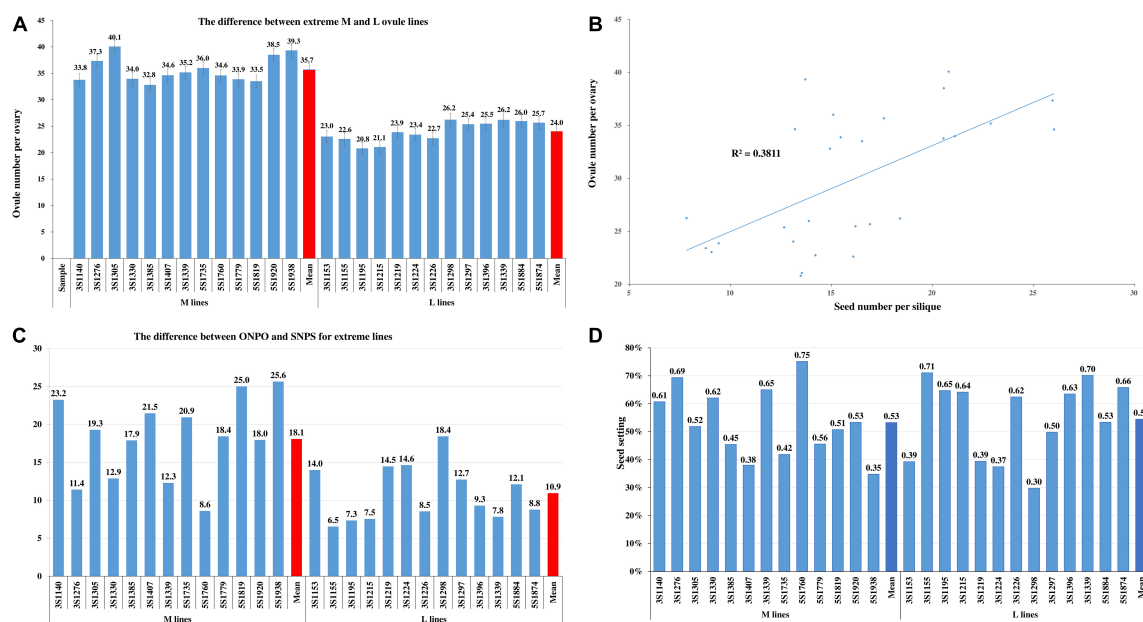 A
The difference between extreme M and L ovule lines
Ovule number per ovary
45
40
35
30
25
20
15
10
5
0
33.8
37.3
40.1
34.0
32.8
34.6
35.2
36.0
34.6
33.9
33.5
38.5
39.3
35.7
23.0
22.6
20.8
21.1
23.9
23.4
22.7
26.2
25.4
25.5
26.2
26.0
25.7
24.0
Sample
3S1140
3S1276
3S1305
3S1330
3S1385
3S1407
3S1339
5S1735
5S1760
5S1779
5S1819
5S1920
5S1938
Mean
3S1153
3S1155
3S1195
3S1215
3S1219
3S1224
3S1226
3S1298
3S1297
3S1396
3S1339
5S1884
5S1874
Mean
M lines
L lines
B
Ovule number per ovary
45
40
35
30
25
20
R² = 0.3811
5
10
15
20
25
30
Seed number per silique
C
The difference between ONPO and SNPS for extreme lines
30
25
20
15
10
5
0
23.2
11.4
19.3
12.9
17.9
21.5
12.3
20.9
8.6
18.4
25.0
18.0
25.6
18.1
14.0
6.5
7.3
7.5
14.5
14.6
8.5
18.4
12.7
9.3
7.8
12.1
8.8
10.9
3S1140
3S1276
3S1305
3S1330
3S1385
3S1407
3S1339
5S1735
5S1760
5S1779
5S1819
5S1920
5S1938
Mean
3S1153
3S1155
3S1195
3S1215
3S1219
3S1224
3S1226
3S1298
3S1297
3S1396
3S1339
5S1884
5S1874
Mean
M lines
L lines
D
Seed setting
80%
70%
60%
50%
40%
30%
20%
10%
0%
0.61
0.69
0.52
0.62
0.45
0.38
0.65
0.42
0.75
0.56
0.51
0.53
0.35
0.53
0.39
0.71
0.65
0.64
0.39
0.37
0.62
0.30
0.50
0.63
0.70
0.53
0.66
3S1140
3S1276
3S1305
3S1330
3S1385
3S1407
3S1339
5S1735
5S1760
5S1779
5S1819
5S1920
5S1938
Mean
3S1153
3S1155
3S1195
3S1215
3S1219
3S1224
3S1226
3S1298
3S1297
3S1396
3S1339
5S1884
5S1874
Mean
M lines
L lines